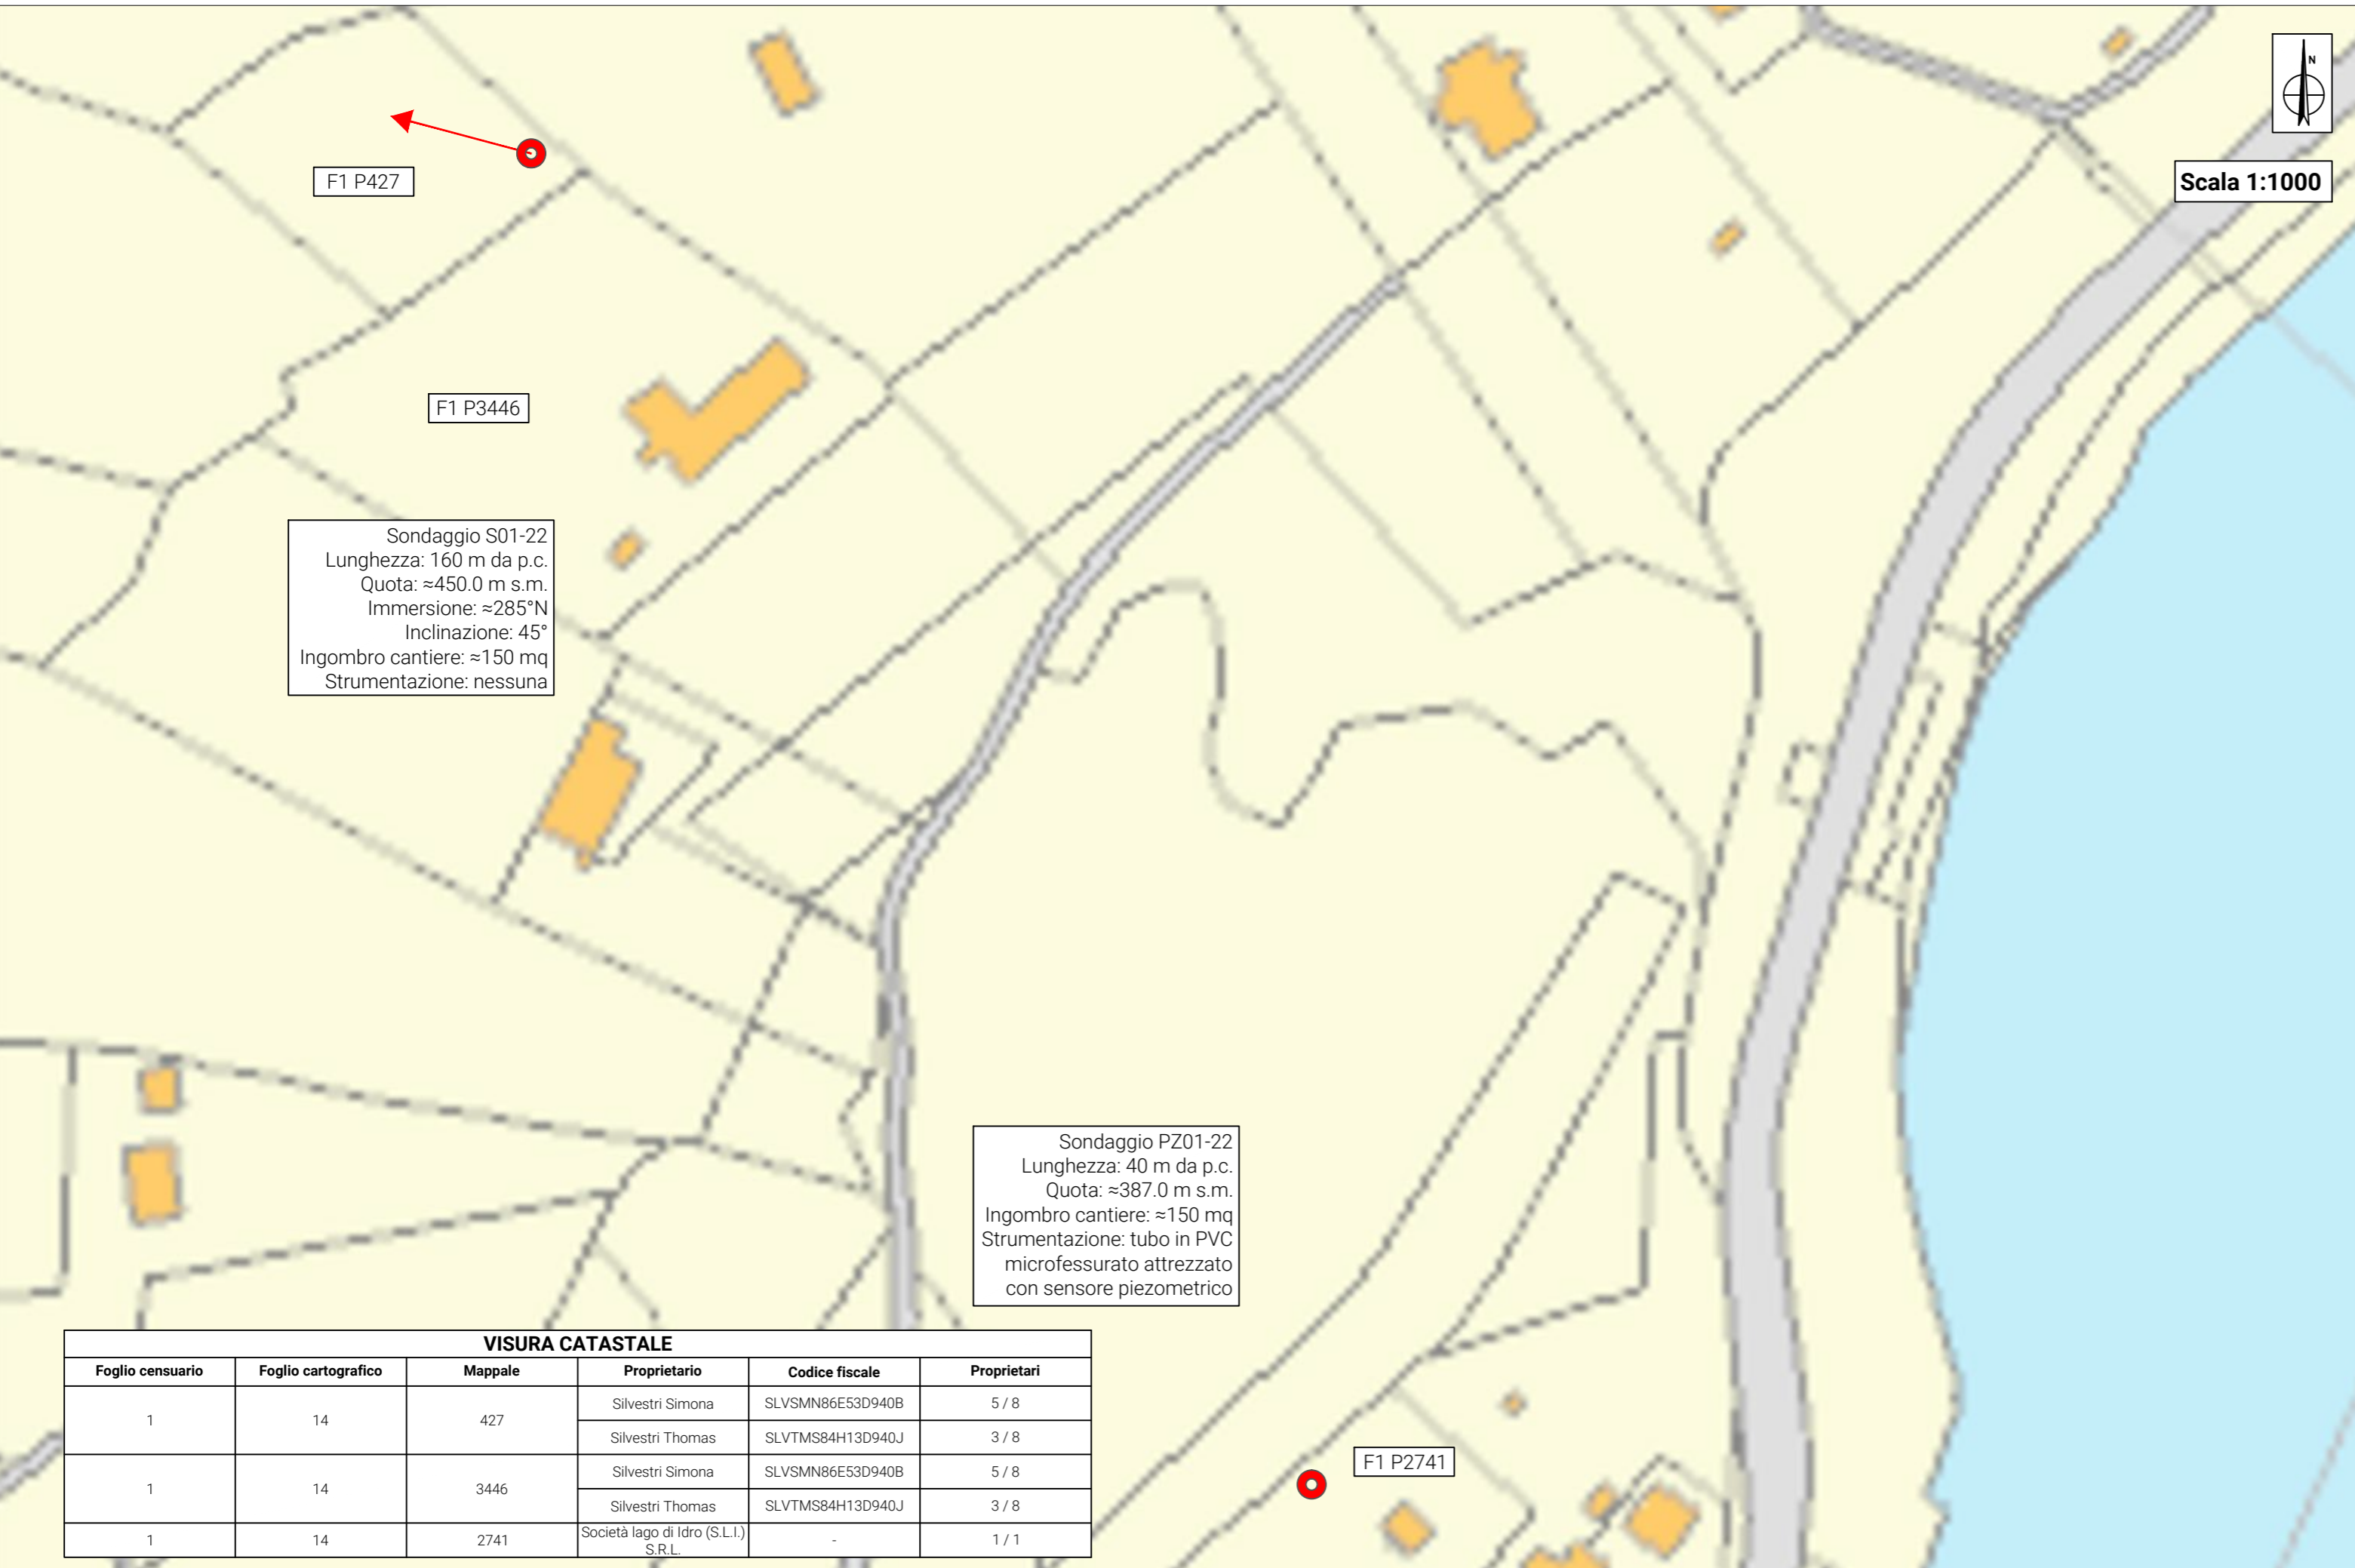 N
Scala 1:1000
F1 P427
F1 P3446
Sondaggio S01-22
Lunghezza: 160 m da p.c.
Quota: ≈450.0 m s.m.
Immersione: ≈285°N
Inclinazione: 45°
Ingombro cantiere: ≈150 mq
Strumentazione: nessuna
Sondaggio PZ01-22
Lunghezza: 40 m da p.c.
Quota: ≈387.0 m s.m.
Ingombro cantiere: ≈150 mq
Strumentazione: tubo in PVC
microfessurato attrezzato
con sensore piezometrico
F1 P2741
VISURA CATASTALE
Foglio censuario Foglio cartografico Mappale Proprietario Codice fiscale Proprietari
1 14 427 Silvestri Simona SLVSMN86E53D940B 5 / 8
Silvestri Thomas SLVTMS84H13D940J 3 / 8
1 14 3446 Silvestri Simona SLVSMN86E53D940B 5 / 8
Silvestri Thomas SLVTMS84H13D940J 3 / 8
1 14 2741 Società lago di Idro (S.L.I.) - 1 / 1
S.R.L.